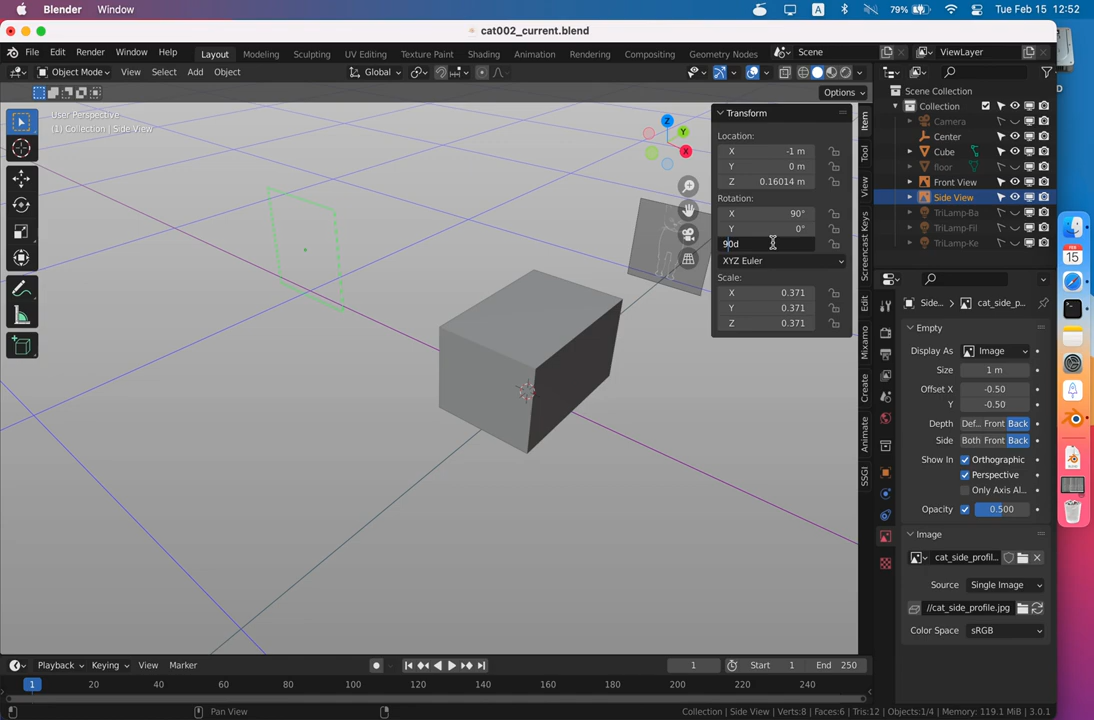 Blender Window A 79% Tue Feb 15 12:52
cat002_current.blend
File Edit Render Window Help Layout Modeling Sculpting UV Editing Texture Paint Shading Animation Rendering Compositing Geometry Nodes Scene ViewLayer
Object Mode View Select Add Object Global
Options
User Perspective
(1) Collection | Side View
Z
Y
X
Transform
Location:
X -1 m
Y 0 m
Z 0.16014 m
Rotation:
X 90°
Y 0°
90d
XYZ Euler
Scale:
X 0.371
Y 0.371
Z 0.371
Item
Tool
View
Screencast Keys
Edit
Mixamo
Create
Animate
SSGI
Scene Collection
Collection
Camera
Center
Cube
floor
Front View
Side View
TriLamp-Ba
TriLamp-Fil
TriLamp-Ke
Side... cat_side_p...
Empty
Display As Image
Size 1 m
Offset X -0.50
Y -0.50
Depth Def... Front Back
Side Both Front Back
Show In Orthographic
Perspective
Only Axis Al...
Opacity 0.500
Image
cat_side_profil...
Source Single Image
//cat_side_profile.jpg
Color Space sRGB
FEB
15
Playback Keying View Marker 1 Start 1 End 250
1 20 40 60 80 100 120 140 160 180 200 220 240
Pan View Collection | Side View | Verts:8 | Faces:6 | Tris:12 | Objects:1/4 | Memory: 119.1 MiB | 3.0.1